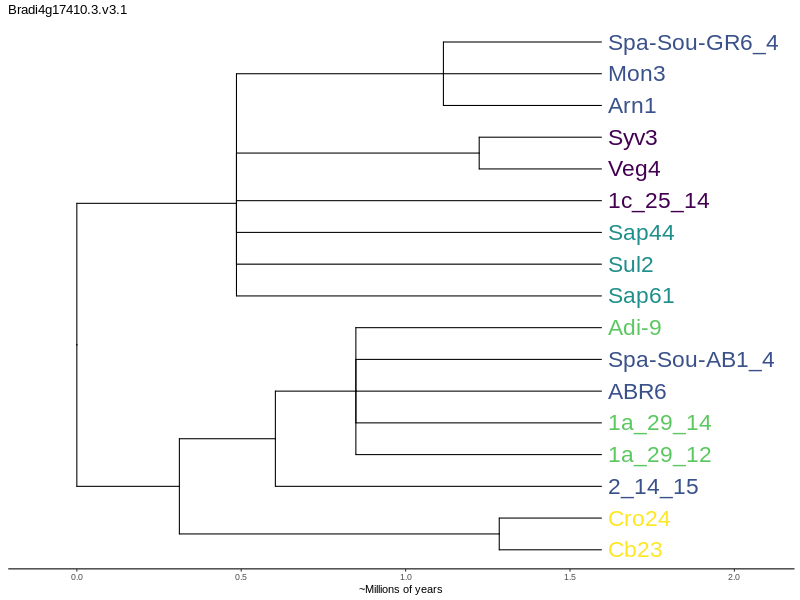 Bradi4g17410.3.v3.1
Spa-Sou-GR6_4
Mon3
Arn1
Syv3
Veg4
1c_25_14
Sap44
Sul2
Sap61
Adi-9
Spa-Sou-AB1_4
ABR6
1a_29_14
1a_29_12
2_14_15
Cro24
Cb23
0.0 0.5 1.0 1.5 2.0
~Millions of years